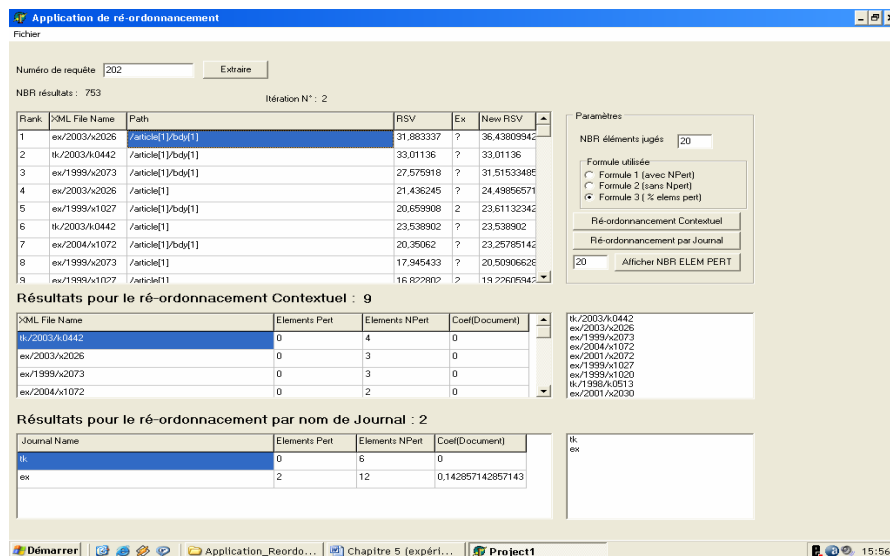 Application de ré-ordonnancement
Fichier
Numéro de requête 202 Extraire
NBR résultats : 753
Itération N° : 2
Rank XML File Name Path RSV Ex New RSV
1 ex/2003/x2026 /article[1]/bdy[1] 31,883337 ? 36,43809942
2 tk/2003/k0442 /article[1]/bdy[1] 33,01136 ? 33,01136
3 ex/1999/x2073 /article[1]/bdy[1] 27,575918 ? 31,51533485
4 ex/2003/x2026 /article[1] 21,436245 ? 24,49856571
5 ex/1999/x1027 /article[1]/bdy[1] 20,659908 2 23,61132342
6 tk/2003/k0442 /article[1] 23,538902 ? 23,538902
7 ex/2004/x1072 /article[1]/bdy[1] 20,35062 ? 23,25785142
8 ex/1999/x2073 /article[1] 17,945433 ? 20,50906628
9 ex/1999/x1027 /article[1] 16,822802 2 19,22605942
Paramètres
NBR éléments jugés 20
Formule utilisée
Formule 1 (avec NPert)
Formule 2 (sans Npert)
Formule 3 ( % elems pert)
Ré-ordonnancement Contextuel
Ré-ordonnancement par Journal
20 Afficher NBR ELEM PERT
Résultats pour le ré-ordonnacement Contextuel : 9
XML File Name Elements Pert Elements NPert Coef(Document)
tk/2003/k0442 0 4 0
ex/2003/x2026 0 3 0
ex/1999/x2073 0 3 0
ex/2004/x1072 0 2 0
tk/2003/k0442
ex/2003/x2026
ex/1999/x2073
ex/2004/x1072
ex/2001/x2072
ex/1999/x1027
ex/1999/x1020
tk/1998/k0513
ex/2001/x2030
Résultats pour le ré-ordonnacement par nom de Journal : 2
Journal Name Elements Pert Elements NPert Coef(Document)
tk 0 6 0
ex 2 12 0,142857142857143
tk
ex
Démarrer Application_Reordo... Chapitre 5 (expéri... Project1 15:56